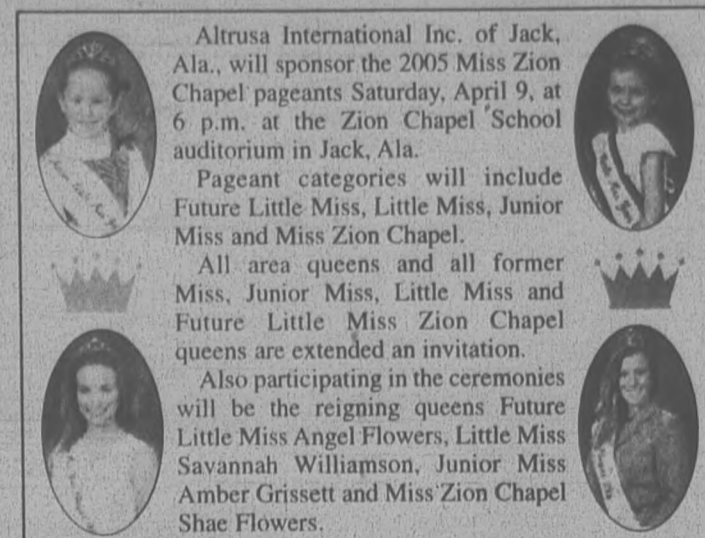 Altrusa International Inc. of Jack,
Ala., will sponsor the 2005 Miss Zion
Chapel pageants Saturday, April 9, at
6 p.m. at the Zion Chapel School
auditorium in Jack, Ala.
Pageant categories will include
Future Little Miss, Little Miss, Junior
Miss and Miss Zion Chapel.
All area queens and all former
Miss, Junior Miss, Little Miss and
Future Little Miss Zion Chapel
queens are extended an invitation.
Also participating in the ceremonies
will be the reigning queens Future
Little Miss Angel Flowers, Little Miss
Savannah Williamson, Junior Miss
Amber Grissett and Miss Zion Chapel
Shae Flowers.